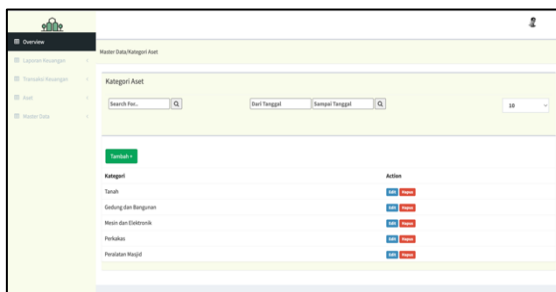 Overview
Laporan Keuangan
Transaksi Keuangan
Aset
Master Data
Master Data/Kategori Aset
Kategori Aset
Search For..
Dari Tanggal
Sampai Tanggal
10
Tambah +
Kategori Action
Tanah Edit Hapus
Gedung dan Bangunan Edit Hapus
Mesin dan Elektronik Edit Hapus
Perkakas Edit Hapus
Peralatan Masjid Edit Hapus